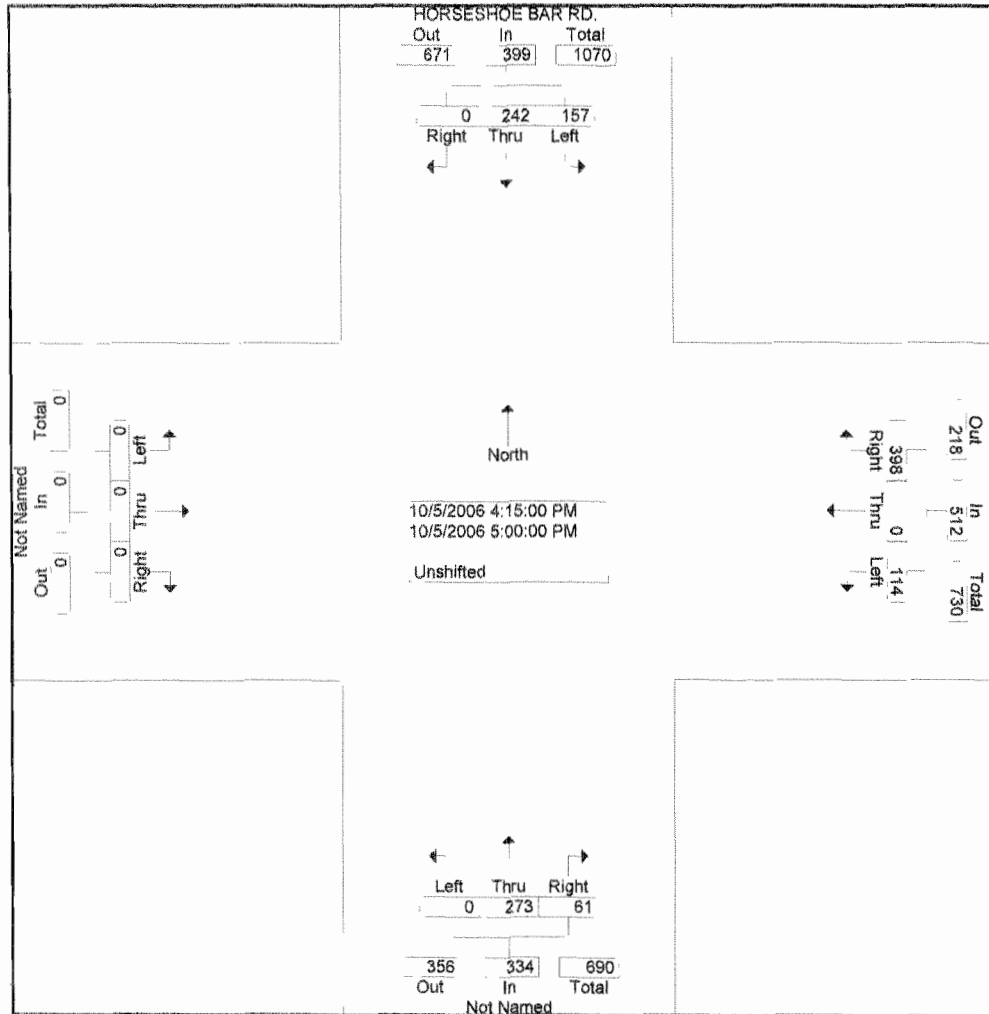 HORSESHOE BAR RD.
Out In Total
671 399 1070
0 242 157
Right Thru Left
Not Named
Total In Out
0 0 0
0 0 0
Left Thru Right
North
10/5/2006 4:15:00 PM
10/5/2006 5:00:00 PM
Unshifted
Out In Total
218 512 730
398 0 114
Right Thru Left
Left Thru Right
0 273 61
356 334 690
Out In Total
Not Named